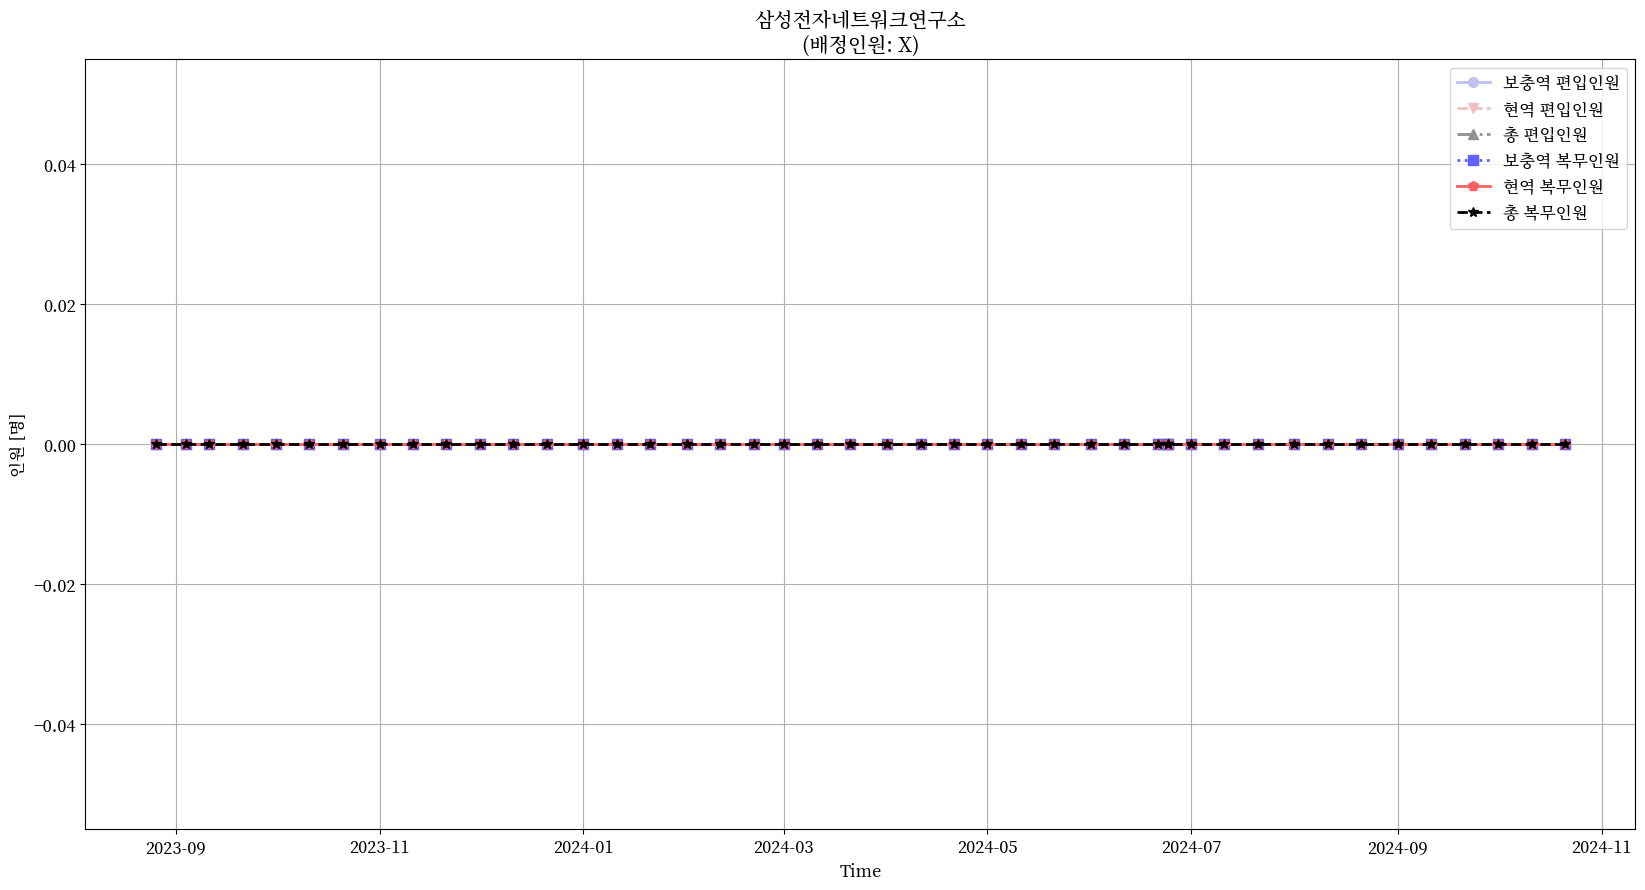 삼성전자네트워크연구소
(배정인원: X)
보충역 편입인원
현역 편입인원
총 편입인원
보충역 복무인원
현역 복무인원
총 복무인원
인원 [명]
0.04
0.02
0.00
−0.02
−0.04
2023-09
2023-11
2024-01
2024-03
2024-05
2024-07
2024-09
2024-11
Time